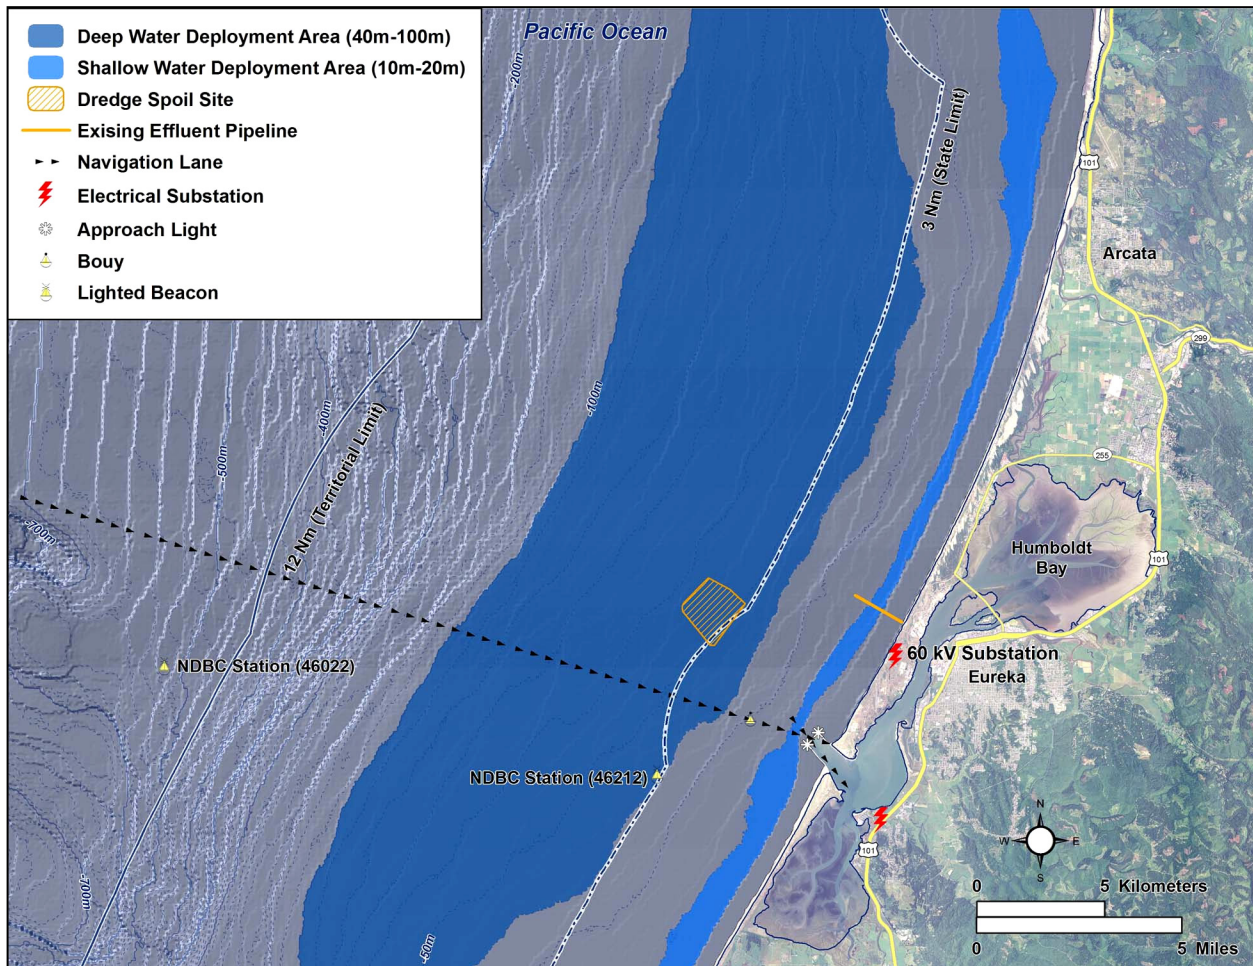 Deep Water Deployment Area (40m-100m)
Shallow Water Deployment Area (10m-20m)
Dredge Spoil Site
Exising Effluent Pipeline
Navigation Lane
Electrical Substation
Approach Light
Bouy
Lighted Beacon
Pacific Ocean
-200m
3 Nm (State Limit)
101
Arcata
299
-100m
-400m
-500m
12 Nm (Territorial Limit)
255
-700m
Humboldt
Bay
101
NDBC Station (46022)
60 kV Substation
Eureka
NDBC Station (46212)
101
N
W
E
S
-700m
-50m
0
5 Kilometers
0
5 Miles